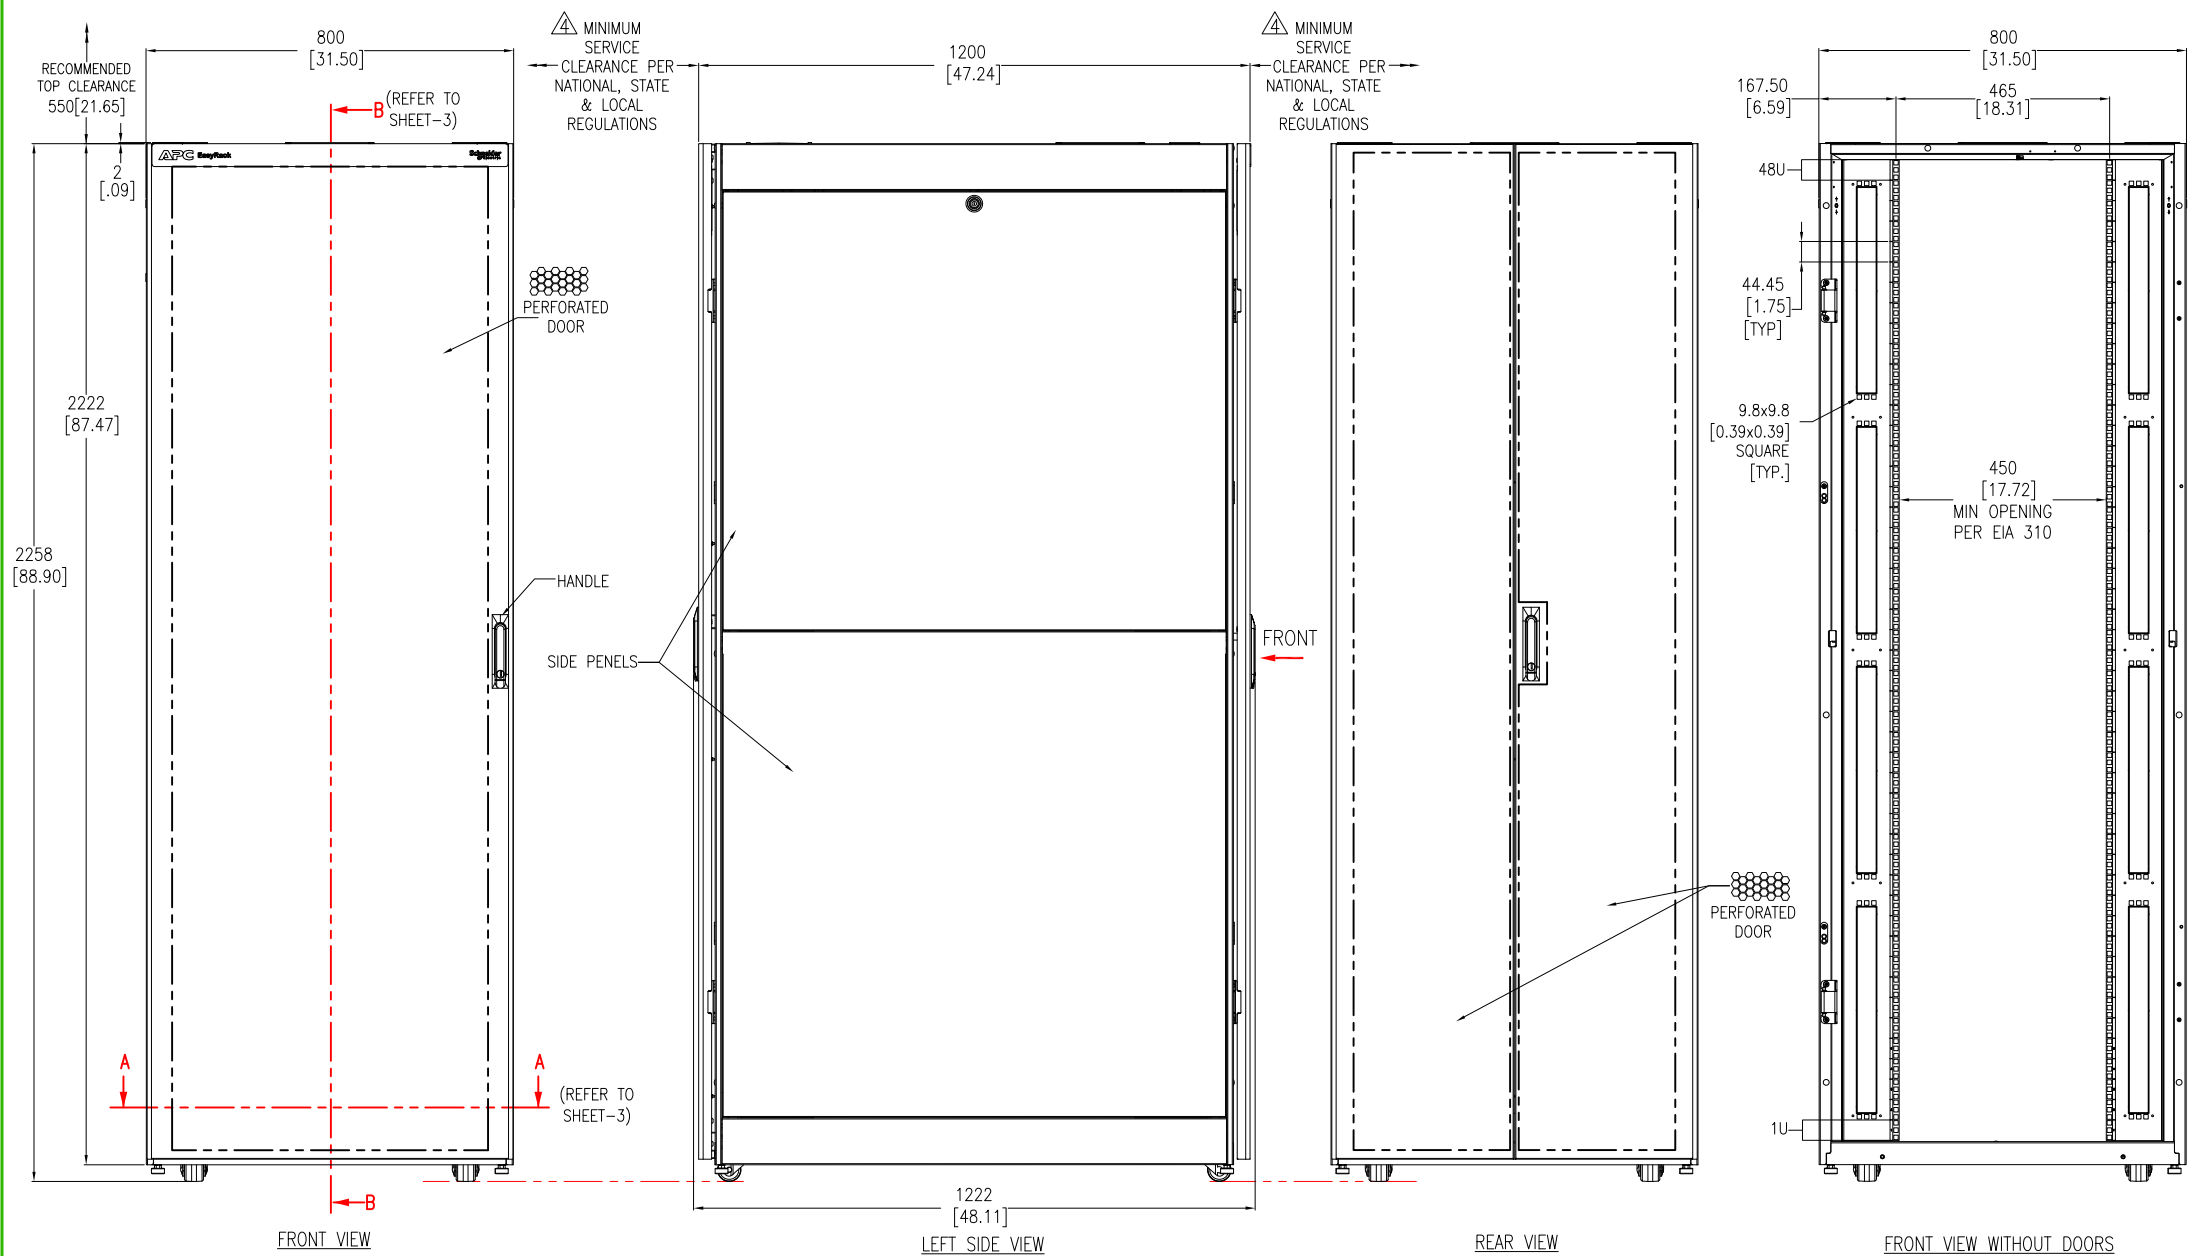 RECOMMENDED
TOP CLEARANCE
550[21.65]
800
[31.50]
B
(REFER TO
SHEET-3)
APC EasyRack
Schneider
Electric
2
[.09]
2222
[87.47]
2258
[88.90]
PERFORATED
DOOR
HANDLE
A
A
(REFER TO
SHEET-3)
B
FRONT VIEW
4 MINIMUM
SERVICE
CLEARANCE PER
NATIONAL, STATE
& LOCAL
REGULATIONS
1200
[47.24]
4 MINIMUM
SERVICE
CLEARANCE PER
NATIONAL, STATE
& LOCAL
REGULATIONS
SIDE PENELS
FRONT
1222
[48.11]
LEFT SIDE VIEW
PERFORATED
DOOR
REAR VIEW
800
[31.50]
167.50
[6.59]
465
[18.31]
48U
44.45
[1.75]
[TYP]
9.8x9.8
[0.39x0.39]
SQUARE
[TYP.]
450
[17.72]
MIN OPENING
PER EIA 310
1U
FRONT VIEW WITHOUT DOORS